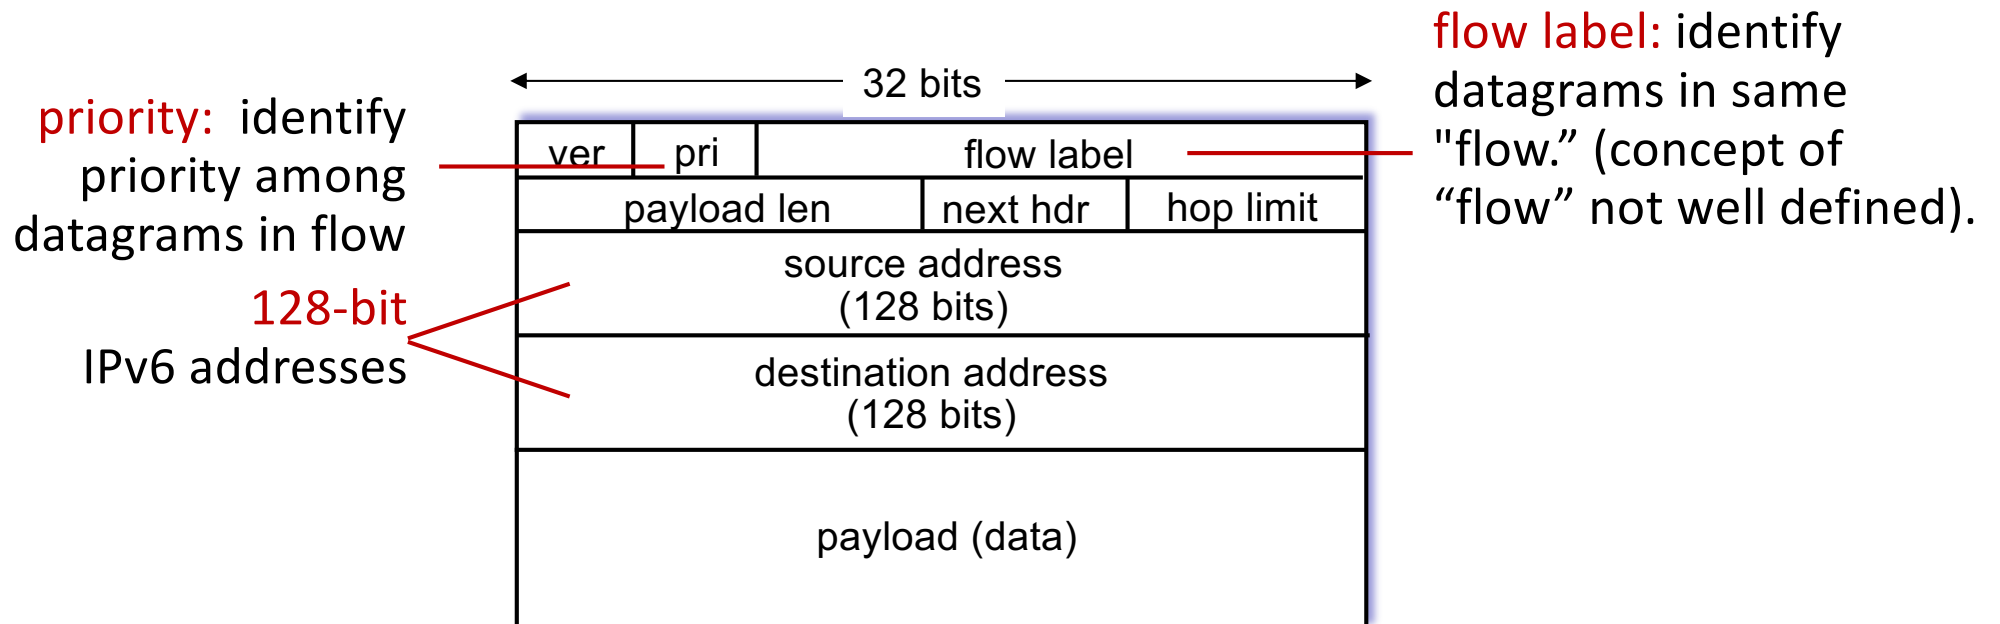 32 bits
priority: identify
priority among
datagrams in flow
128-bit
IPv6 addresses
ver pri flow label
payload len next hdr hop limit
source address
(128 bits)
destination address
(128 bits)
payload (data)
flow label: identify
datagrams in same
"flow.” (concept of
“flow” not well defined).